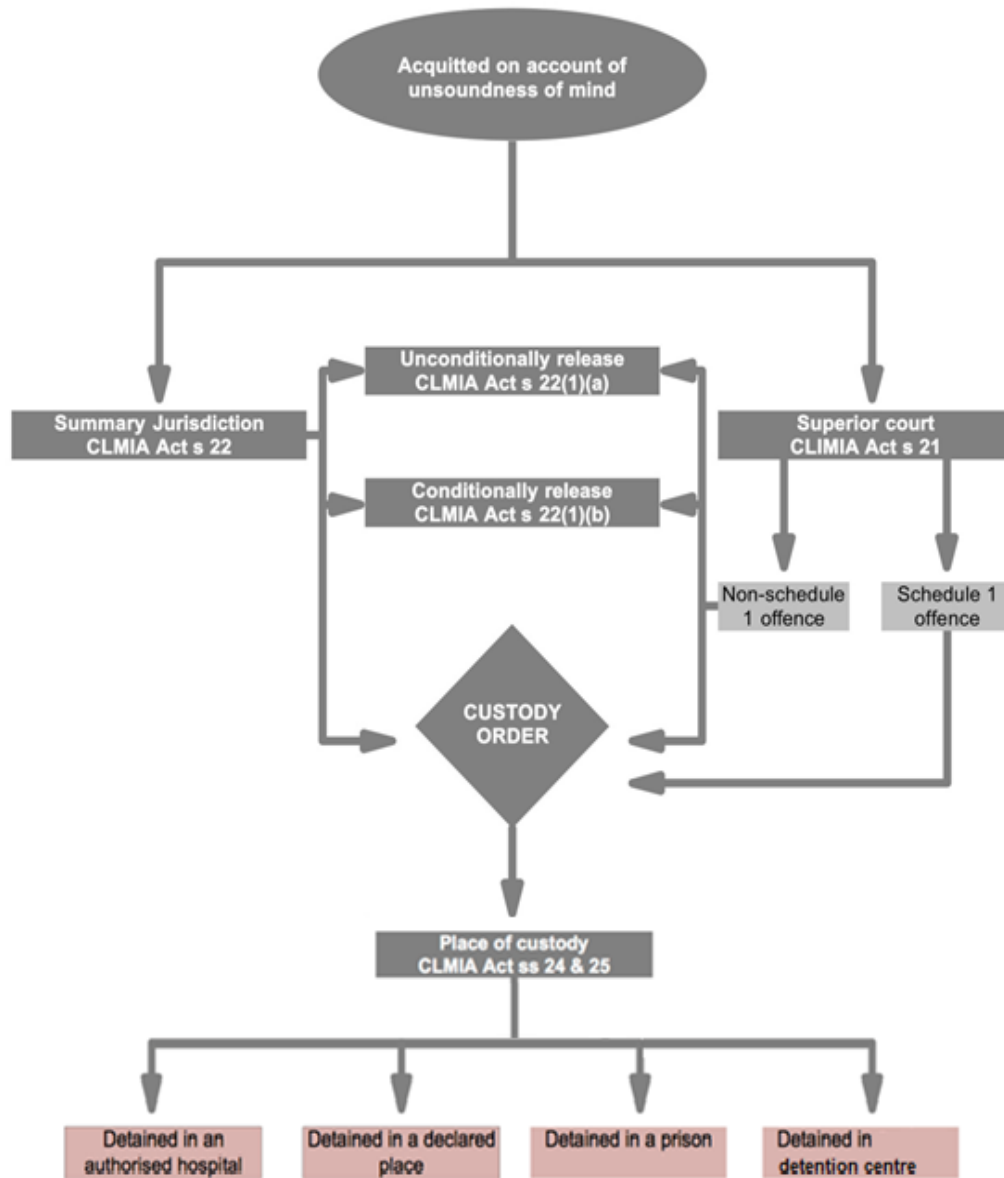 Acquitted on account of
unsoundness of mind
Unconditionally release
CLMIA Act s 22(1)(a)
Summary Jurisdiction
CLMIA Act s 22
Superior court
CLIMIA Act s 21
Conditionally release
CLMIA Act s 22(1)(b)
Non-schedule
1 offence
Schedule 1
offence
CUSTODY
ORDER
Place of custody
CLMIA Act ss 24 & 25
Detained in an
authorised hospital
Detained in a declared
place
Detained in a prison
Detained in
detention centre